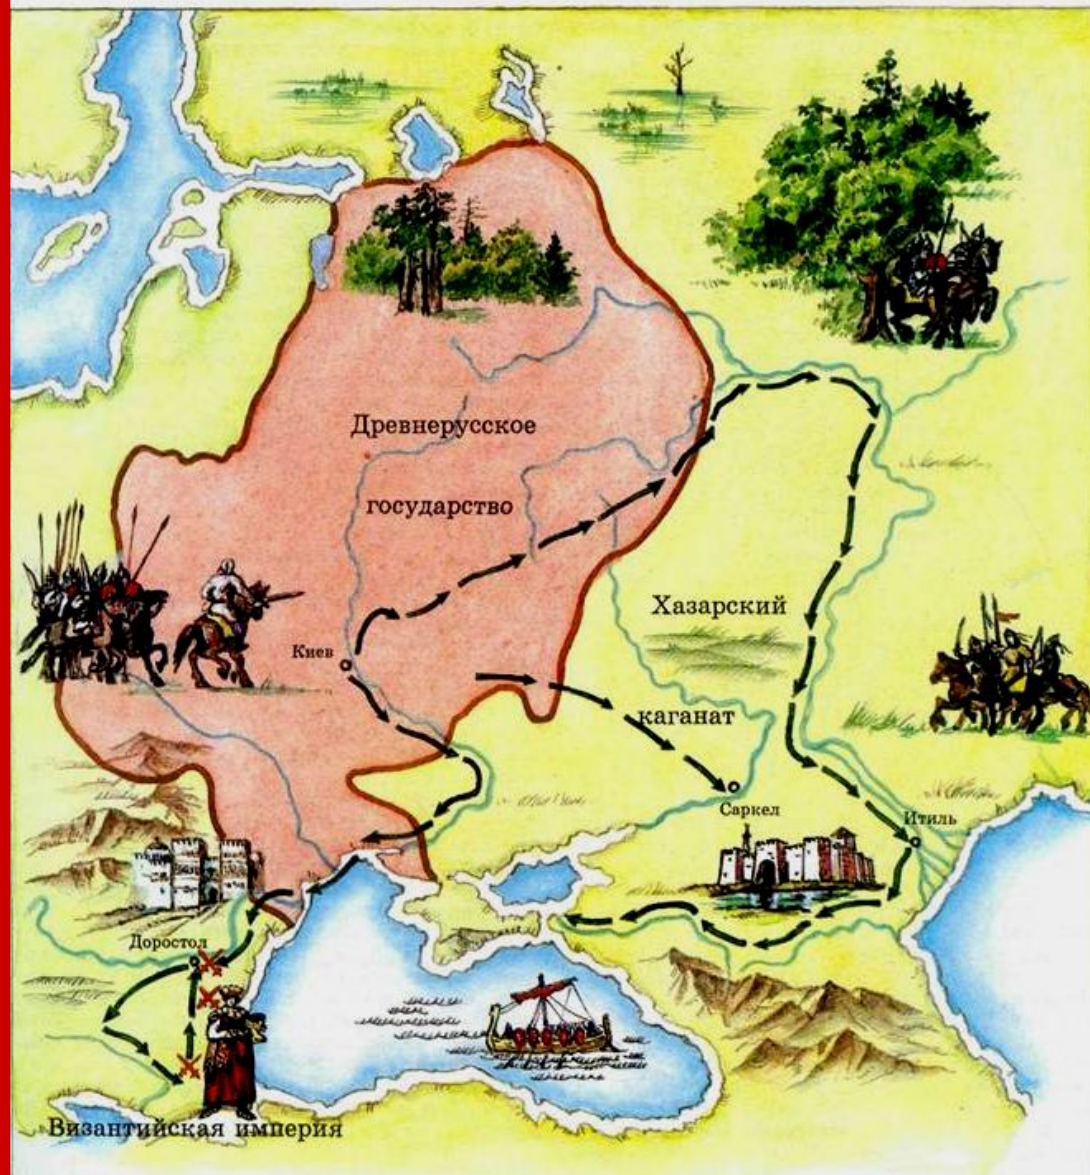 Древнерусское
государство
Хазарский
Киев
каганат
Саркел
Итиль
Доростол
Византийская империя